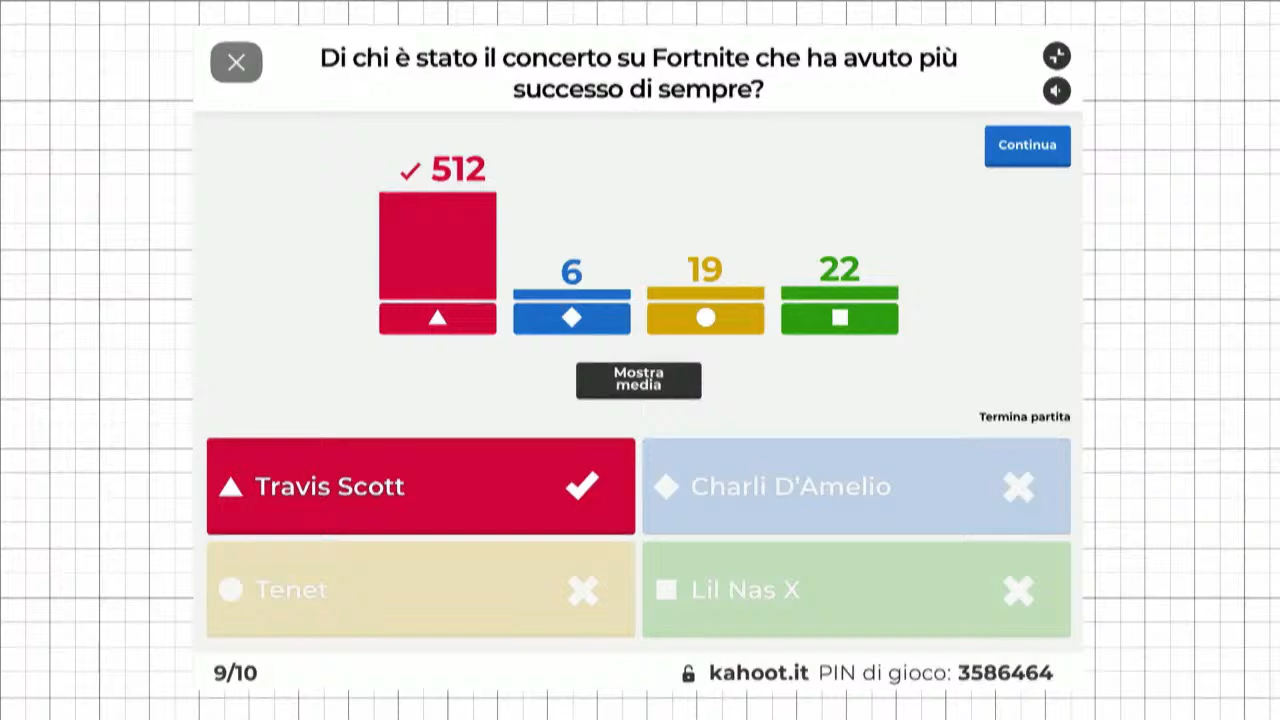 Di chi è stato il concerto su Fortnite che ha avuto più
successo di sempre?
Continua
512
6
19
22
Mostra
media
Termina partita
Travis Scott
Charli D'Amelio
Tenet
Lil Nas X
9/10
kahoot.it PIN di gioco: 3586464